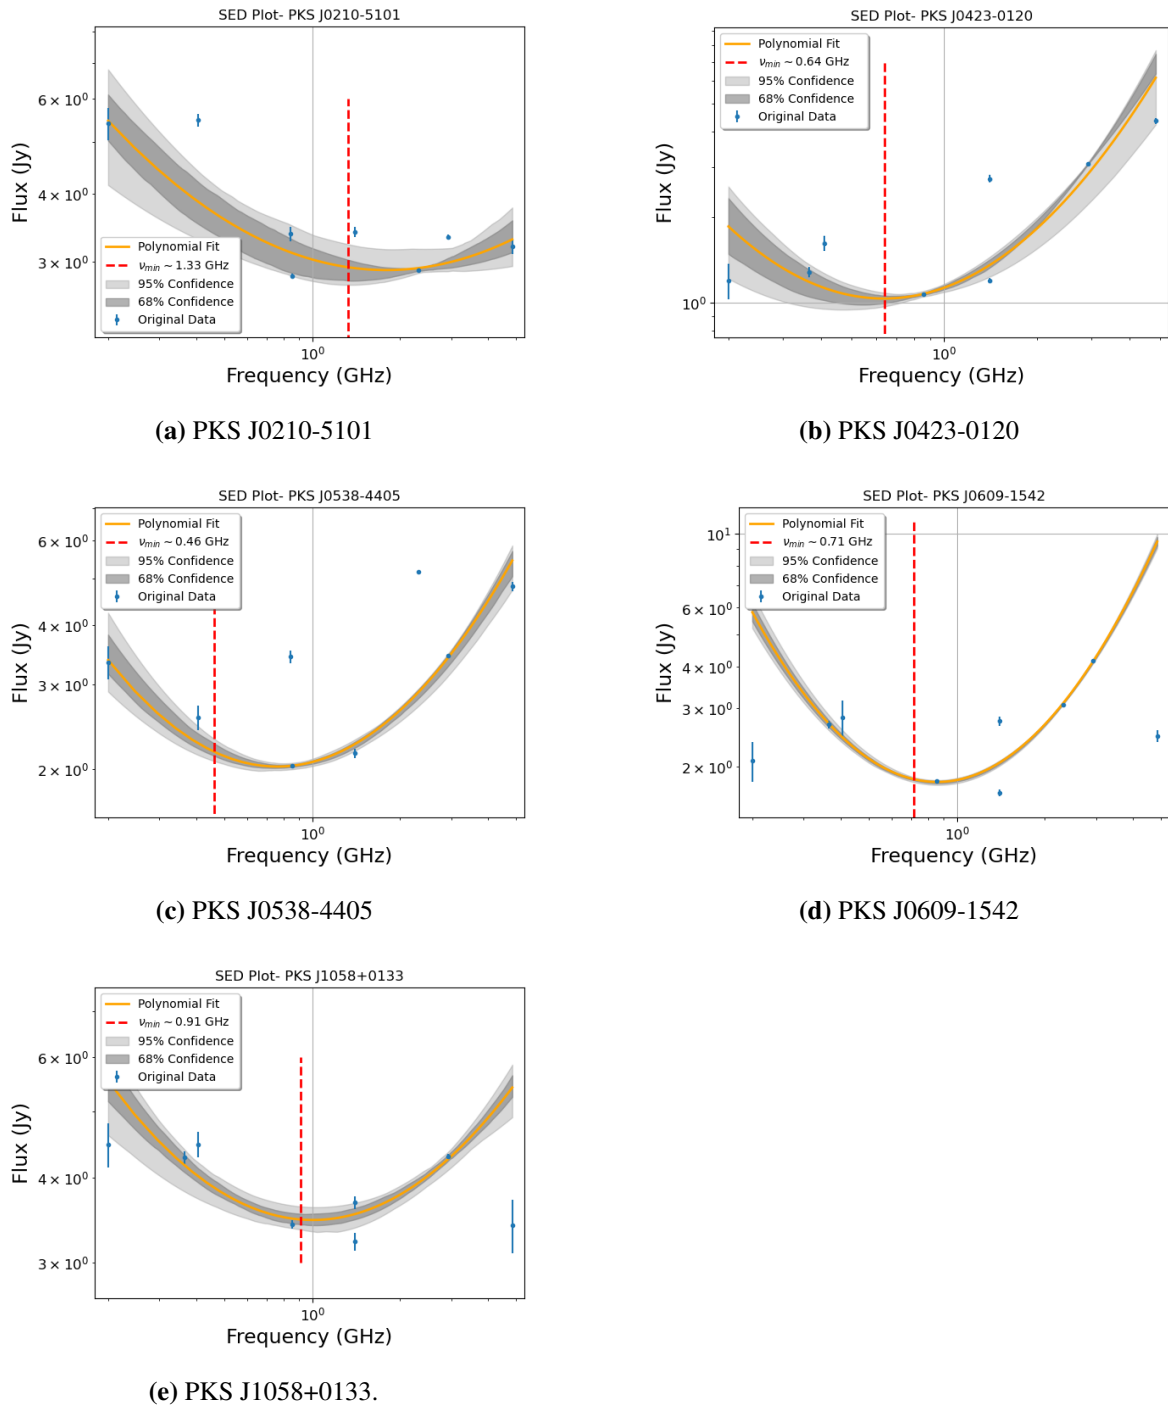 SED Plot- PKS J0210-5101
6 × 10⁰
4 × 10⁰
3 × 10⁰
Flux (Jy)
Polynomial Fit
ν_min ~ 1.33 GHz
95% Confidence
68% Confidence
Original Data
10⁰
Frequency (GHz)
(a) PKS J0210-5101
SED Plot- PKS J0423-0120
Polynomial Fit
ν_min ~ 0.64 GHz
95% Confidence
68% Confidence
Original Data
Flux (Jy)
10⁰
10⁰
Frequency (GHz)
(b) PKS J0423-0120
SED Plot- PKS J0538-4405
Polynomial Fit
ν_min ~ 0.46 GHz
95% Confidence
68% Confidence
Original Data
6 × 10⁰
4 × 10⁰
3 × 10⁰
2 × 10⁰
Flux (Jy)
10⁰
Frequency (GHz)
(c) PKS J0538-4405
SED Plot- PKS J0609-1542
Polynomial Fit
ν_min ~ 0.71 GHz
95% Confidence
68% Confidence
Original Data
10¹
6 × 10⁰
4 × 10⁰
3 × 10⁰
2 × 10⁰
Flux (Jy)
10⁰
Frequency (GHz)
(d) PKS J0609-1542
SED Plot- PKS J1058+0133
Polynomial Fit
ν_min ~ 0.91 GHz
95% Confidence
68% Confidence
Original Data
6 × 10⁰
4 × 10⁰
3 × 10⁰
Flux (Jy)
10⁰
Frequency (GHz)
(e) PKS J1058+0133.